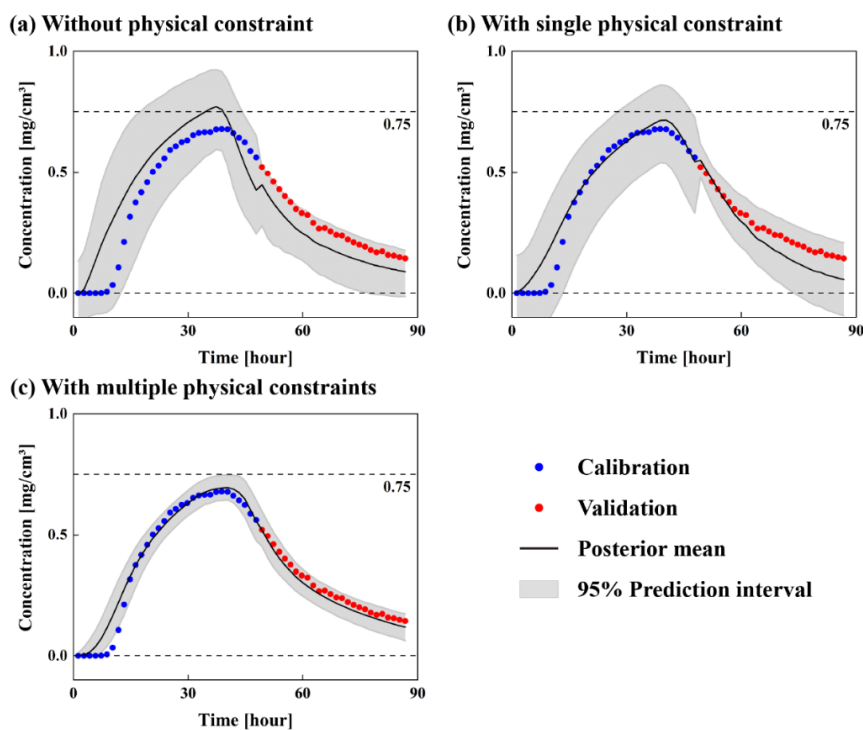 (a) Without physical constraint
1.0
0.75
0.5
0.0
0
30
60
90
Concentration [mg/cm³]
Time [hour]
(b) With single physical constraint
1.0
0.75
0.5
0.0
0
30
60
90
Concentration [mg/cm³]
Time [hour]
(c) With multiple physical constraints
1.0
0.75
0.5
0.0
0
30
60
90
Concentration [mg/cm³]
Time [hour]
Calibration
Validation
Posterior mean
95% Prediction interval